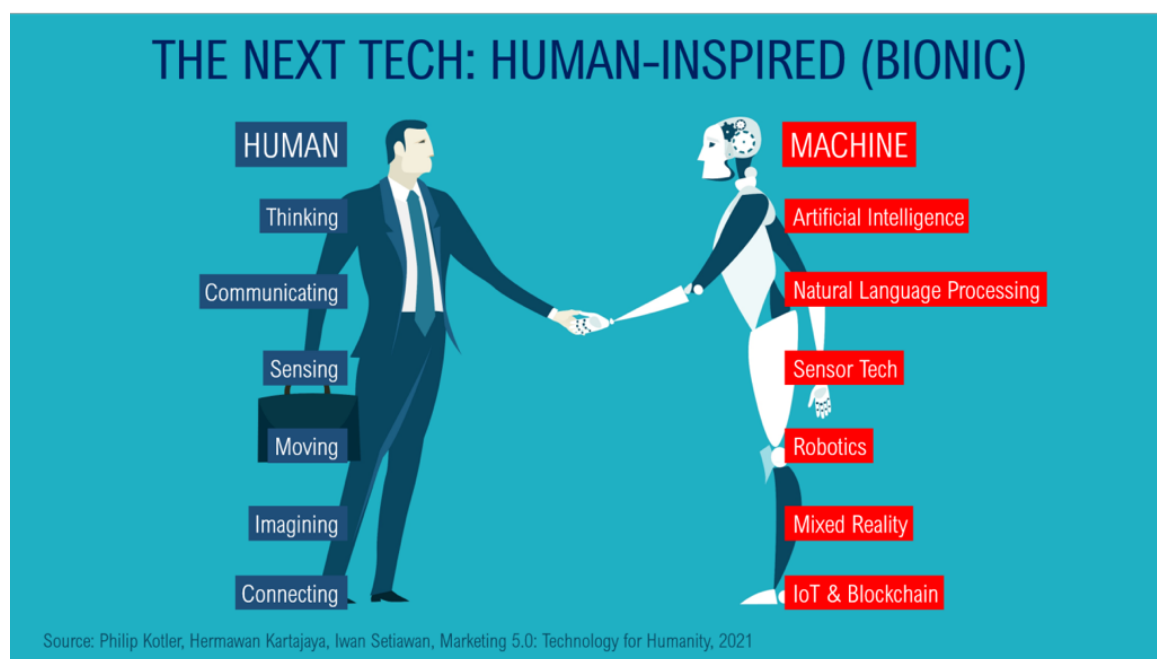 THE NEXT TECH: HUMAN-INSPIRED (BIONIC)
HUMAN
MACHINE
Thinking
Artificial Intelligence
Communicating
Natural Language Processing
Sensing
Sensor Tech
Moving
Robotics
Imagining
Mixed Reality
Connecting
IoT & Blockchain
Source: Philip Kotler, Hermawan Kartajaya, Iwan Setiawan, Marketing 5.0: Technology for Humanity, 2021